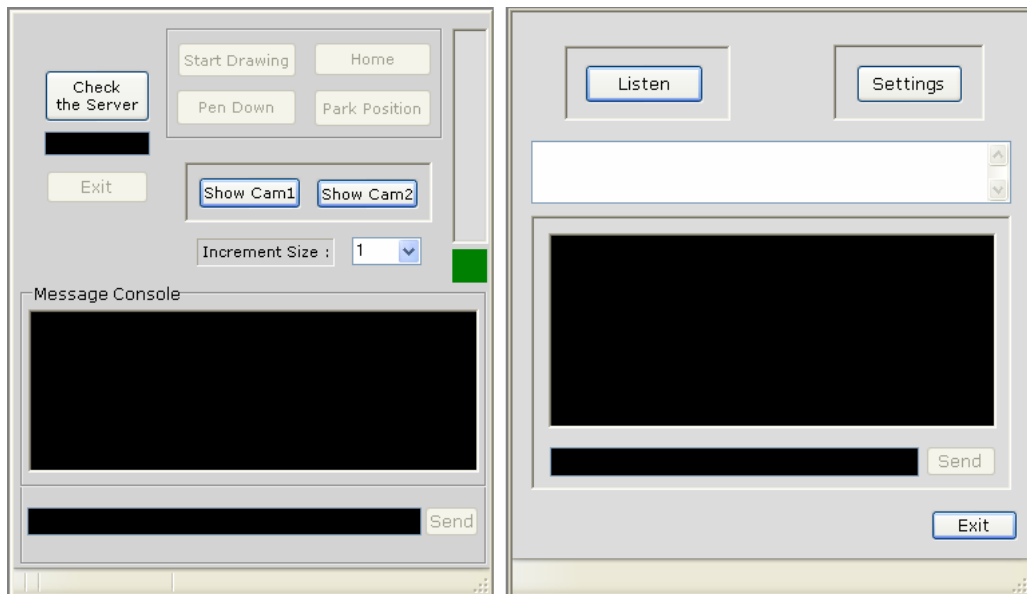 Start Drawing
Home
Check
the Server
Pen Down
Park Position
Exit
Show Cam1
Show Cam2
Increment Size :
1
Message Console
Send
Listen
Settings
Send
Exit